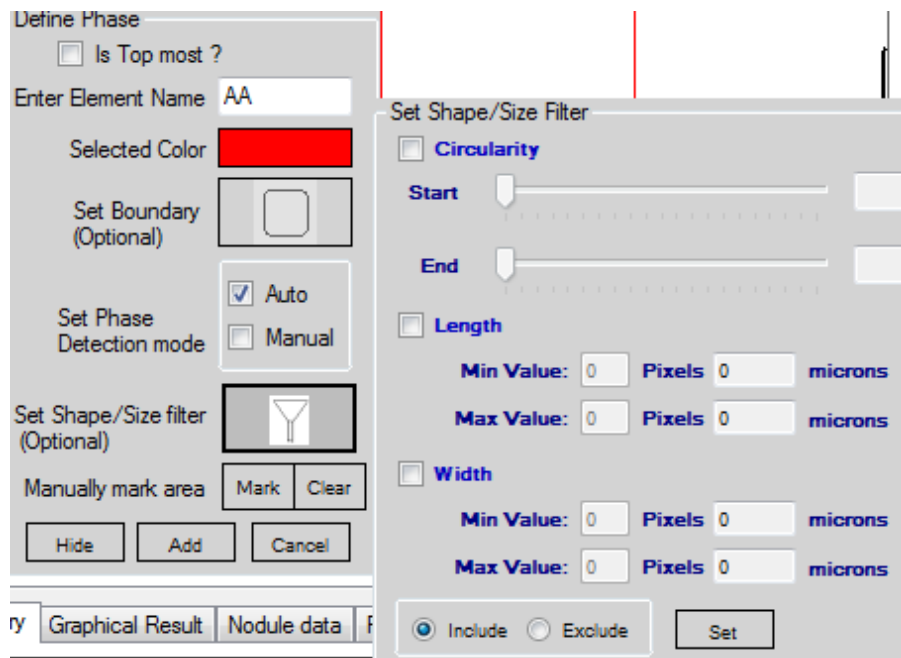 Define Phase
Is Top most ?
Enter Element Name AA
Selected Color
Set Boundary
(Optional)
Set Phase
Detection mode
Auto
Manual
Set Shape/Size filter
(Optional)
Manually mark area Mark Clear
Hide Add Cancel
Graphical Result Nodule data
Set Shape/Size Filter
Circularity
Start
End
Length
Min Value: 0 Pixels 0 microns
Max Value: 0 Pixels 0 microns
Width
Min Value: 0 Pixels 0 microns
Max Value: 0 Pixels 0 microns
Include Exclude Set